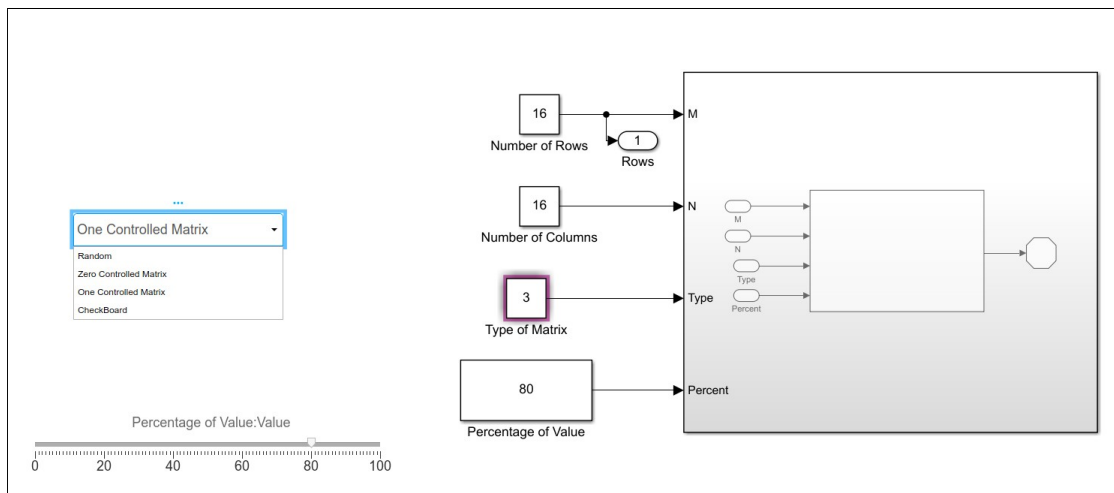 ...
One Controlled Matrix
Random
Zero Controlled Matrix
One Controlled Matrix
CheckBoard
Percentage of Value:Value
0 20 40 60 80 100
16
Number of Rows
1
Rows
16
Number of Columns
3
Type of Matrix
80
Percentage of Value
M
N
Type
Percent
M
N
Type
Percent